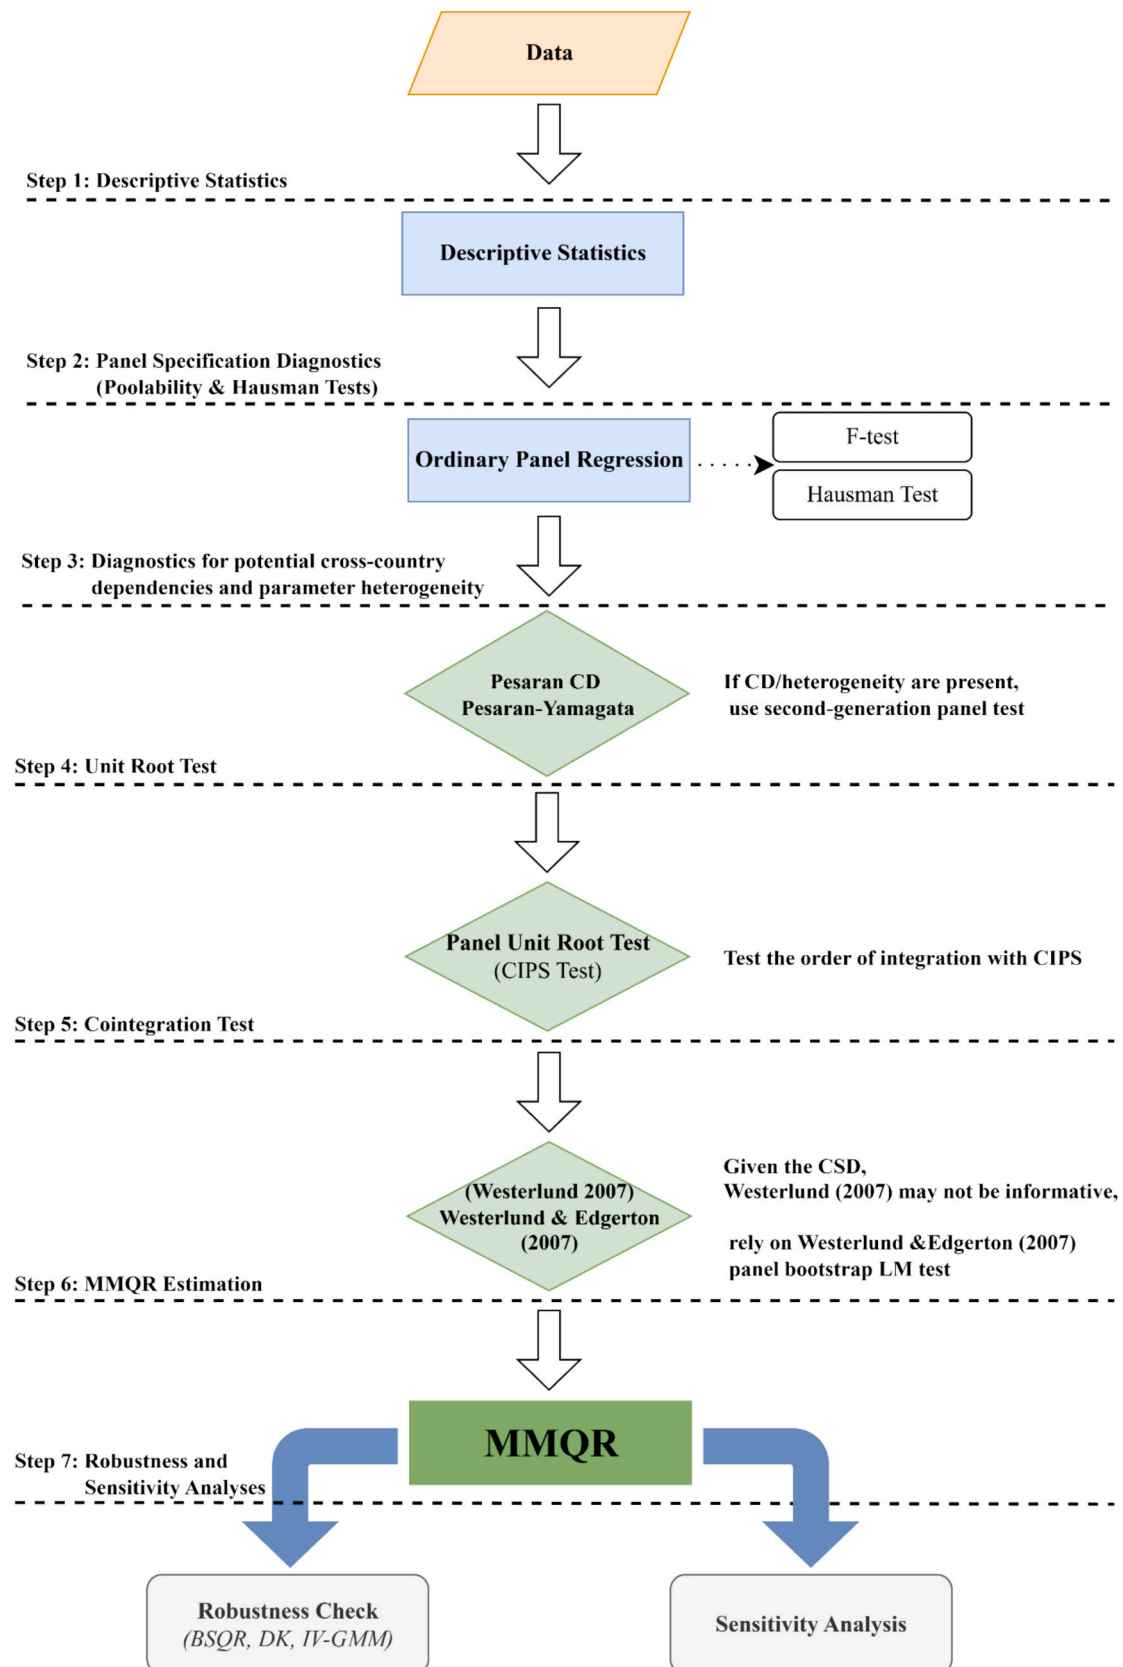 Data
Step 1: Descriptive Statistics
Descriptive Statistics
Step 2: Panel Specification Diagnostics
(Poolability & Hausman Tests)
Ordinary Panel Regression
F-test
Hausman Test
Step 3: Diagnostics for potential cross-country
dependencies and parameter heterogeneity
Pesaran CD
Pesaran-Yamagata
If CD/heterogeneity are present,
use second-generation panel test
Step 4: Unit Root Test
Panel Unit Root Test
(CIPS Test)
Test the order of integration with CIPS
Step 5: Cointegration Test
(Westerlund 2007)
Westerlund & Edgerton
(2007)
Given the CSD,
Westerlund (2007) may not be informative,
rely on Westerlund &Edgerton (2007)
panel bootstrap LM test
Step 6: MMQR Estimation
MMQR
Step 7: Robustness and
Sensitivity Analyses
Robustness Check
(BSQR, DK, IV-GMM)
Sensitivity Analysis